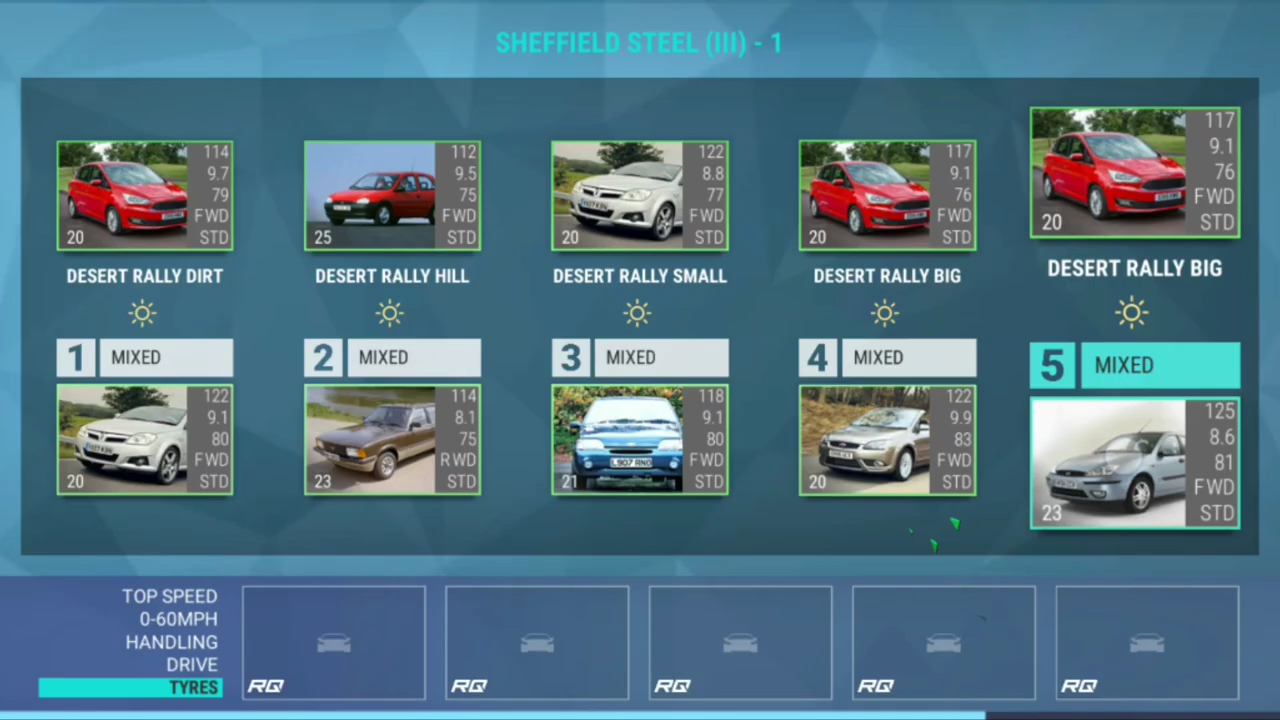 SHEFFIELD STEEL (III) - 1
114
9.7
79
FWD
20 STD
112
9.5
75
FWD
25 STD
122
8.8
77
FWD
20 STD
117
9.1
76
FWD
20 STD
117
9.1
76
FWD
20 STD
DESERT RALLY DIRT
DESERT RALLY HILL
DESERT RALLY SMALL
DESERT RALLY BIG
DESERT RALLY BIG
1 MIXED
2 MIXED
3 MIXED
4 MIXED
5 MIXED
122
9.1
80
FWD
20 STD
114
8.1
75
RWD
23 STD
118
9.1
80
FWD
L907 RNO
21 STD
122
9.9
83
FWD
20 STD
125
8.6
81
FWD
23 STD
TOP SPEED
0-60MPH
HANDLING
DRIVE
TYRES
RQ
RQ
RQ
RQ
RQ